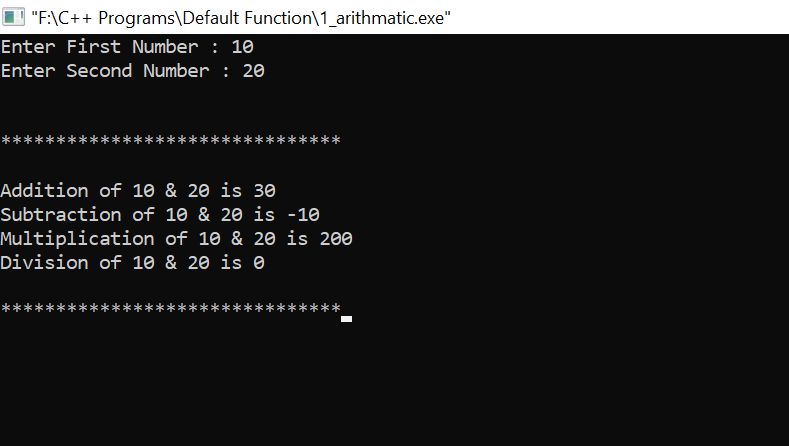 "F:\C++ Programs\Default Function\1_arithmatic.exe"
Enter First Number : 10
Enter Second Number : 20
*******************************
Addition of 10 & 20 is 30
Subtraction of 10 & 20 is -10
Multiplication of 10 & 20 is 200
Division of 10 & 20 is 0
*******************************